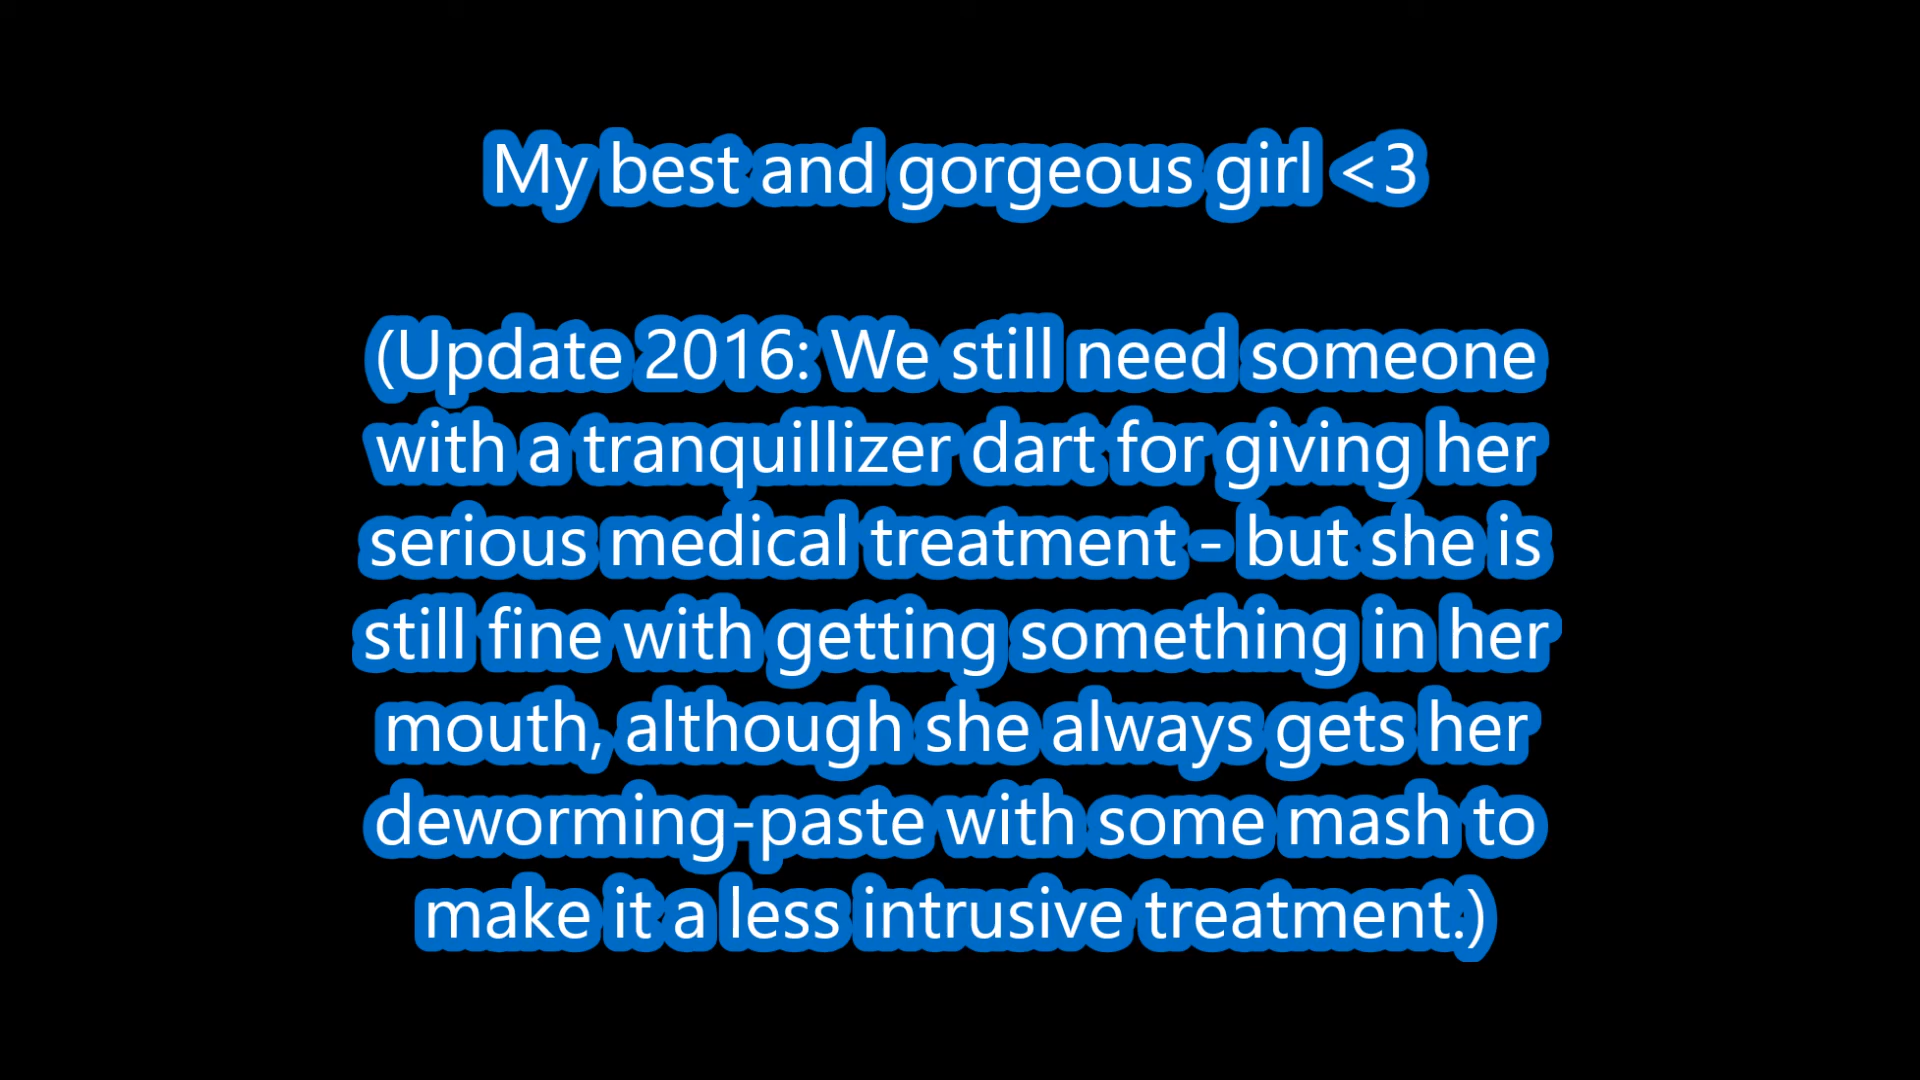 My best and gorgeous girl <3
(Update 2016: We still need someone
with a tranquillizer dart for giving her
serious medical treatment - but she is
still fine with getting something in her
mouth, although she always gets her
deworming-paste with some mash to
make it a less intrusive treatment.)